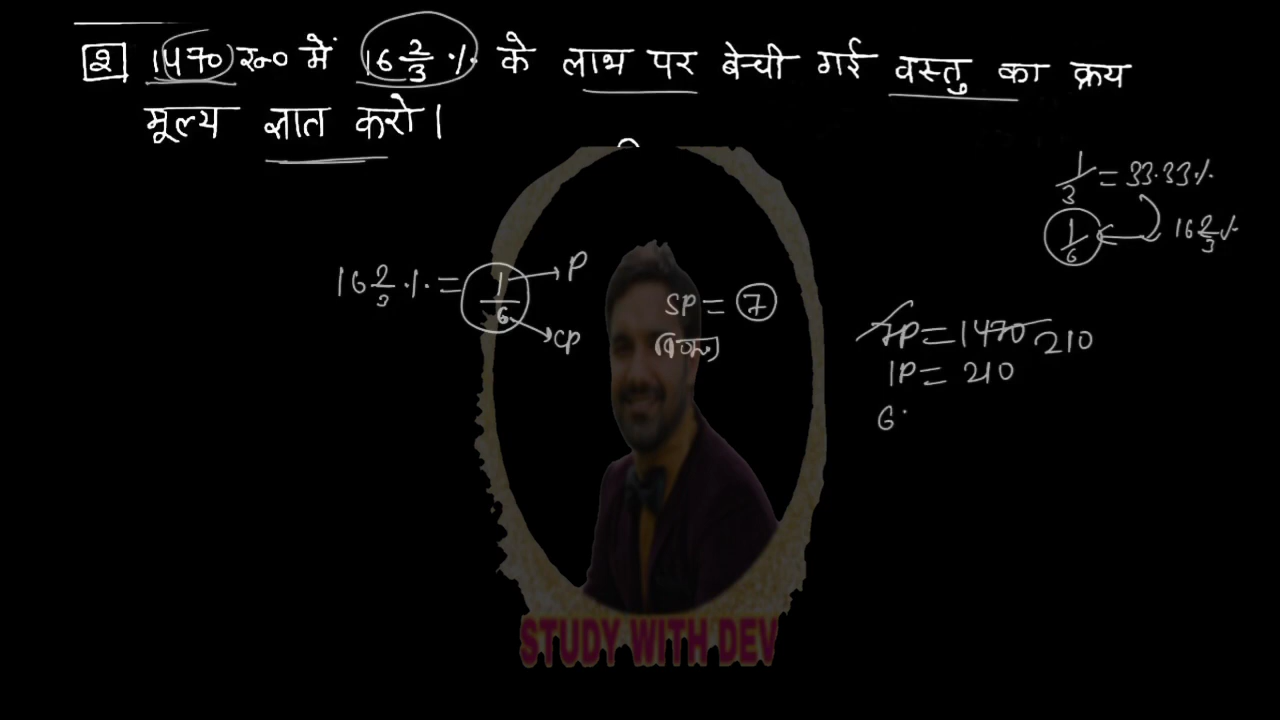 2 1470 रु० में 16 2/3 % के लाभ पर बेची गई वस्तु का क्रय
मूल्य ज्ञात करो।
1/3 = 33.33%
1/6 ← 16 2/3 %
16 2/3 % = 1/6 → P
→ CP
SP = 7
7P = 1470 210
1P = 210
6
STUDY WITH DEV